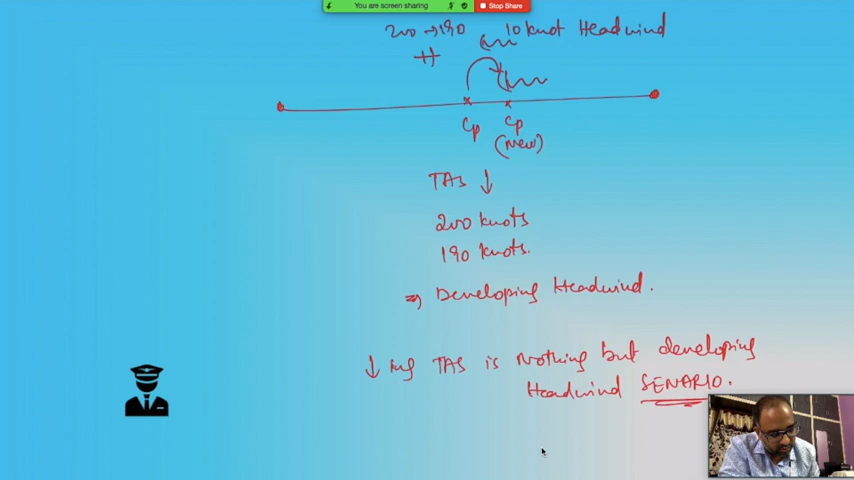 You are screen sharing
Stop Share
200 → 190 10 knot Headwind
Cp Cp
(New)
TAS ↓
200 knots
190 knots.
⇒ Developing Headwind.
↓ing TAS is Nothing but developing
Headwind SENARIO.